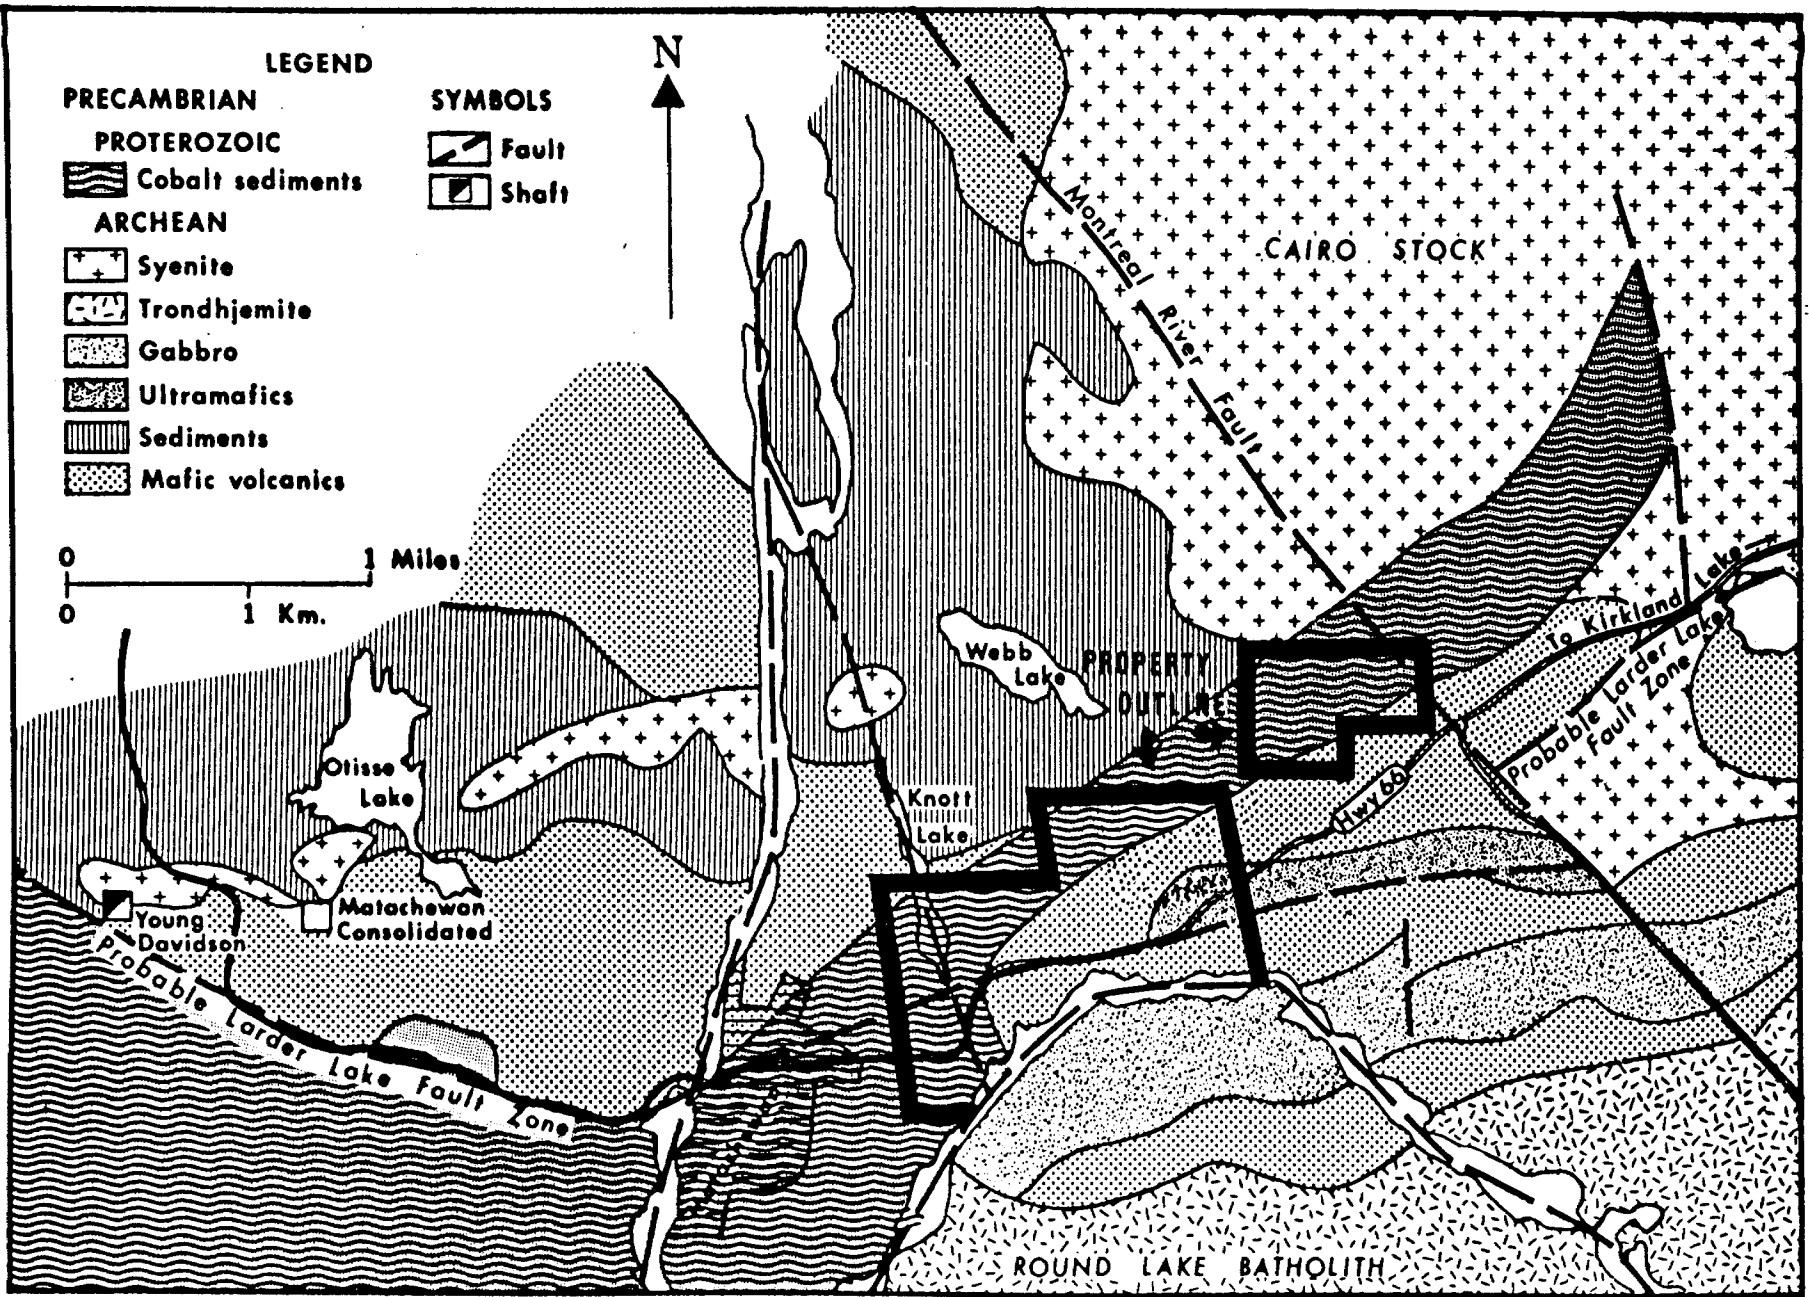 LEGEND
PRECAMBRIAN
PROTEROZOIC
Cobalt sediments
ARCHEAN
Syenite
Trondhjemite
Gabbro
Ultramafics
Sediments
Mafic volcanics
SYMBOLS
Fault
Shaft
N
0 1 Miles
0 1 Km.
Montreal River Fault
CAIRO STOCK
Webb
Lake
PROPERTY
OUTLINE
To Kirkland Lake
Probable Larder Lake
Fault Zone
Hwy 66
Otisse
Lake
Knott
Lake
Young
Davidson
Matachewan
Consolidated
Probable Larder Lake Fault Zone
ROUND LAKE BATHOLITH